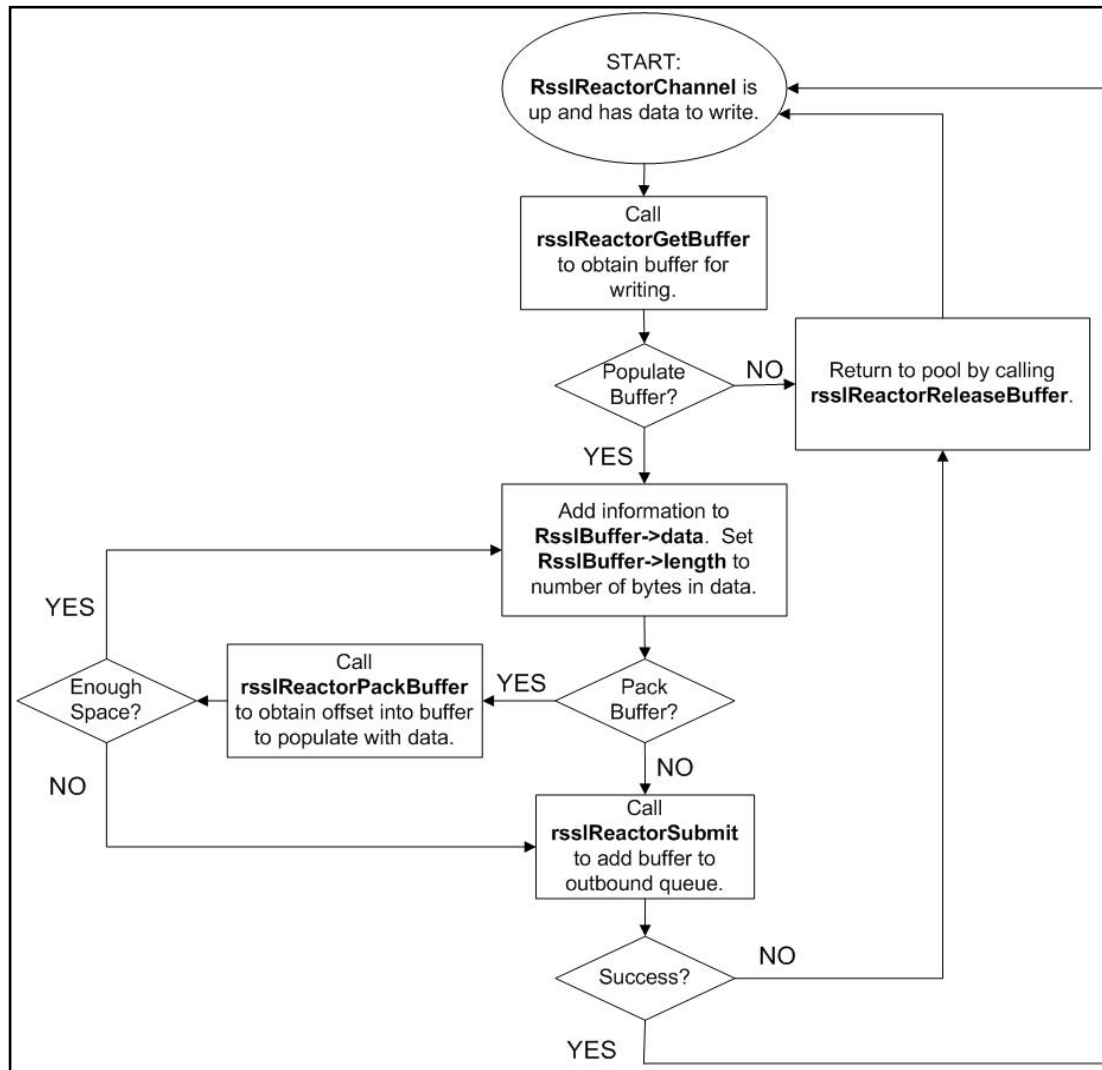 START:
RsslReactorChannel is
up and has data to write.
Call
rsslReactorGetBuffer
to obtain buffer for
writing.
Populate
Buffer?
NO
Return to pool by calling
rsslReactorReleaseBuffer.
YES
Add information to
RsslBuffer->data. Set
RsslBuffer->length to
number of bytes in data.
YES
Enough
Space?
Call
rsslReactorPackBuffer
to obtain offset into buffer
to populate with data.
YES
Pack
Buffer?
NO
NO
Call
rsslReactorSubmit
to add buffer to
outbound queue.
Success?
NO
YES